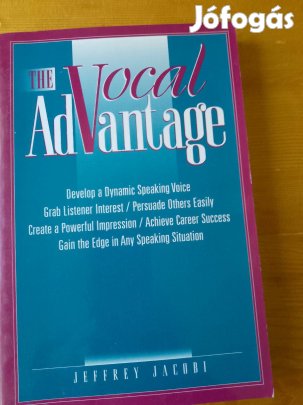 Jófogás
THE Vocal
AdVantage
Develop a Dynamic Speaking Voice
Grab Listener Interest / Persuade Others Easily
Create a Powerful Impression / Achieve Career Success
Gain the Edge in Any Speaking Situation
JEFFREY JACOBI